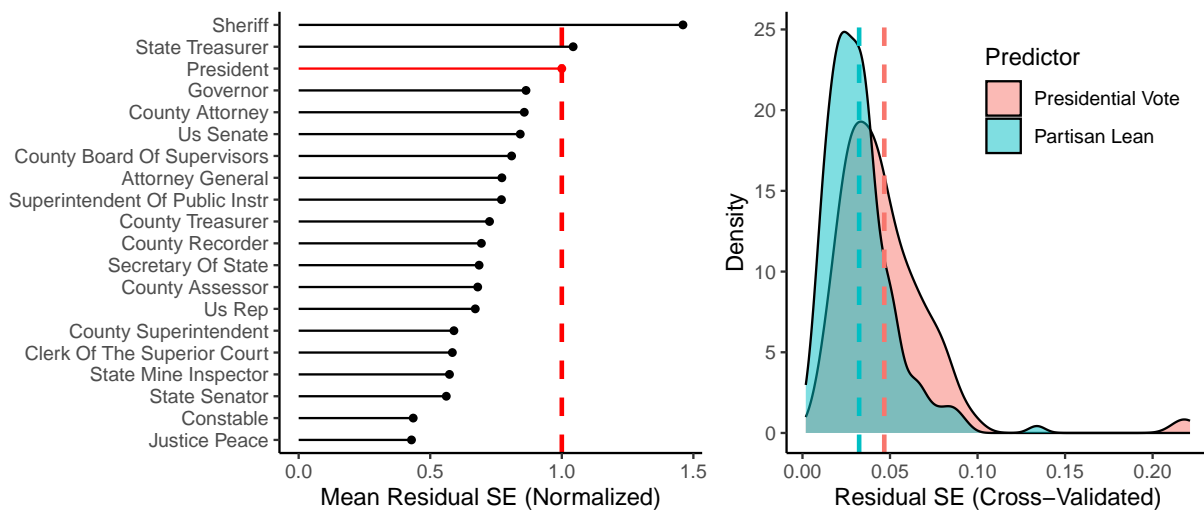 Sheriff
State Treasurer
President
Governor
County Attorney
Us Senate
County Board Of Supervisors
Attorney General
Superintendent Of Public Instr
County Treasurer
County Recorder
Secretary Of State
County Assessor
Us Rep
County Superintendent
Clerk Of The Superior Court
State Mine Inspector
State Senator
Constable
Justice Peace
0.0 0.5 1.0 1.5
Mean Residual SE (Normalized)
25
20
15
10
5
0
Density
Predictor
Presidential Vote
Partisan Lean
0.00 0.05 0.10 0.15 0.20
Residual SE (Cross−Validated)